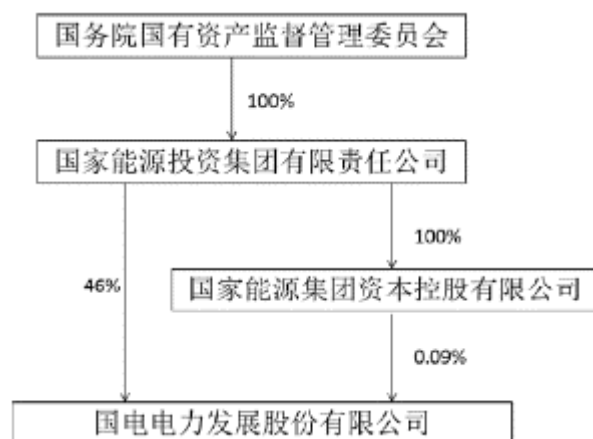 国务院国有资产监督管理委员会
100%
国家能源投资集团有限责任公司
100%
46%
国家能源集团资本控股有限公司
0.09%
国电电力发展股份有限公司